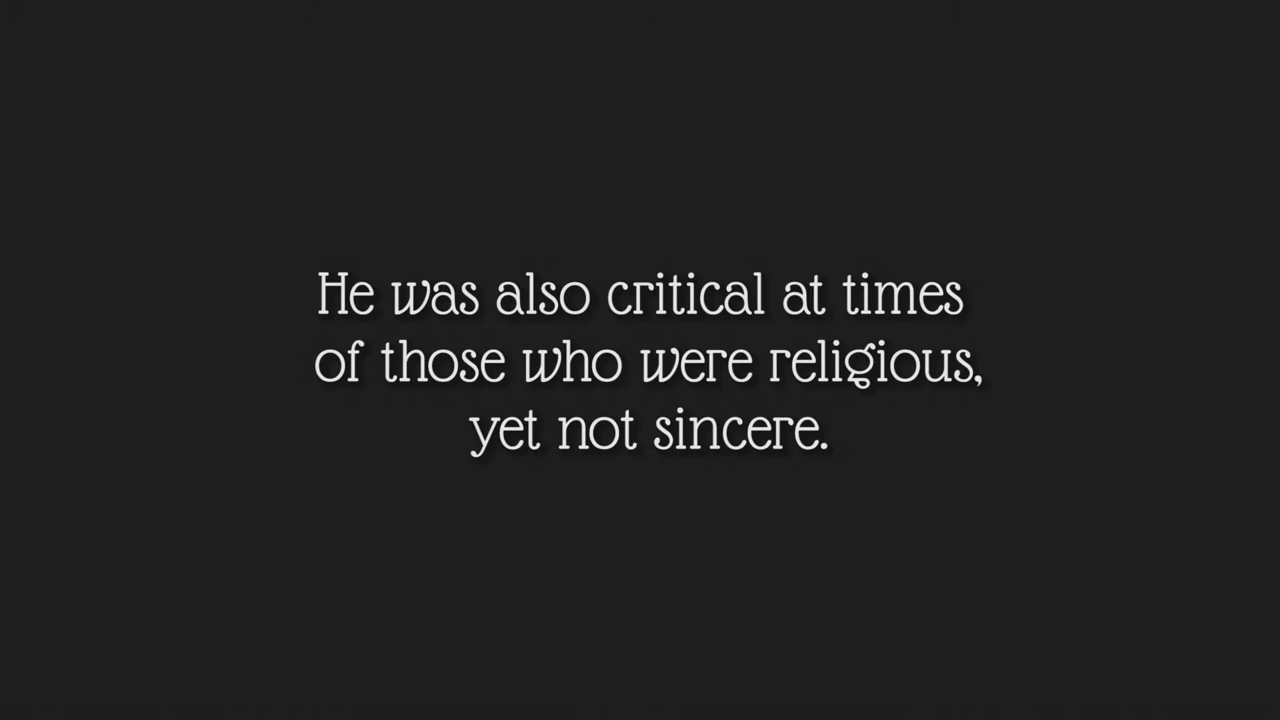 He was also critical at times
of those who were religious,
yet not sincere.